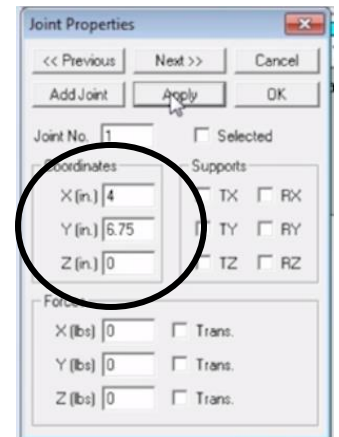 Joint Properties
<< Previous Next >> Cancel
Add Joint Apply OK
Joint No. 1 Selected
Coordinates Supports
X (in.) 4 TX RX
Y (in.) 6.75 TY RY
Z (in.) 0 TZ RZ
Forces
X (lbs) 0 Trans.
Y (lbs) 0 Trans.
Z (lbs) 0 Trans.